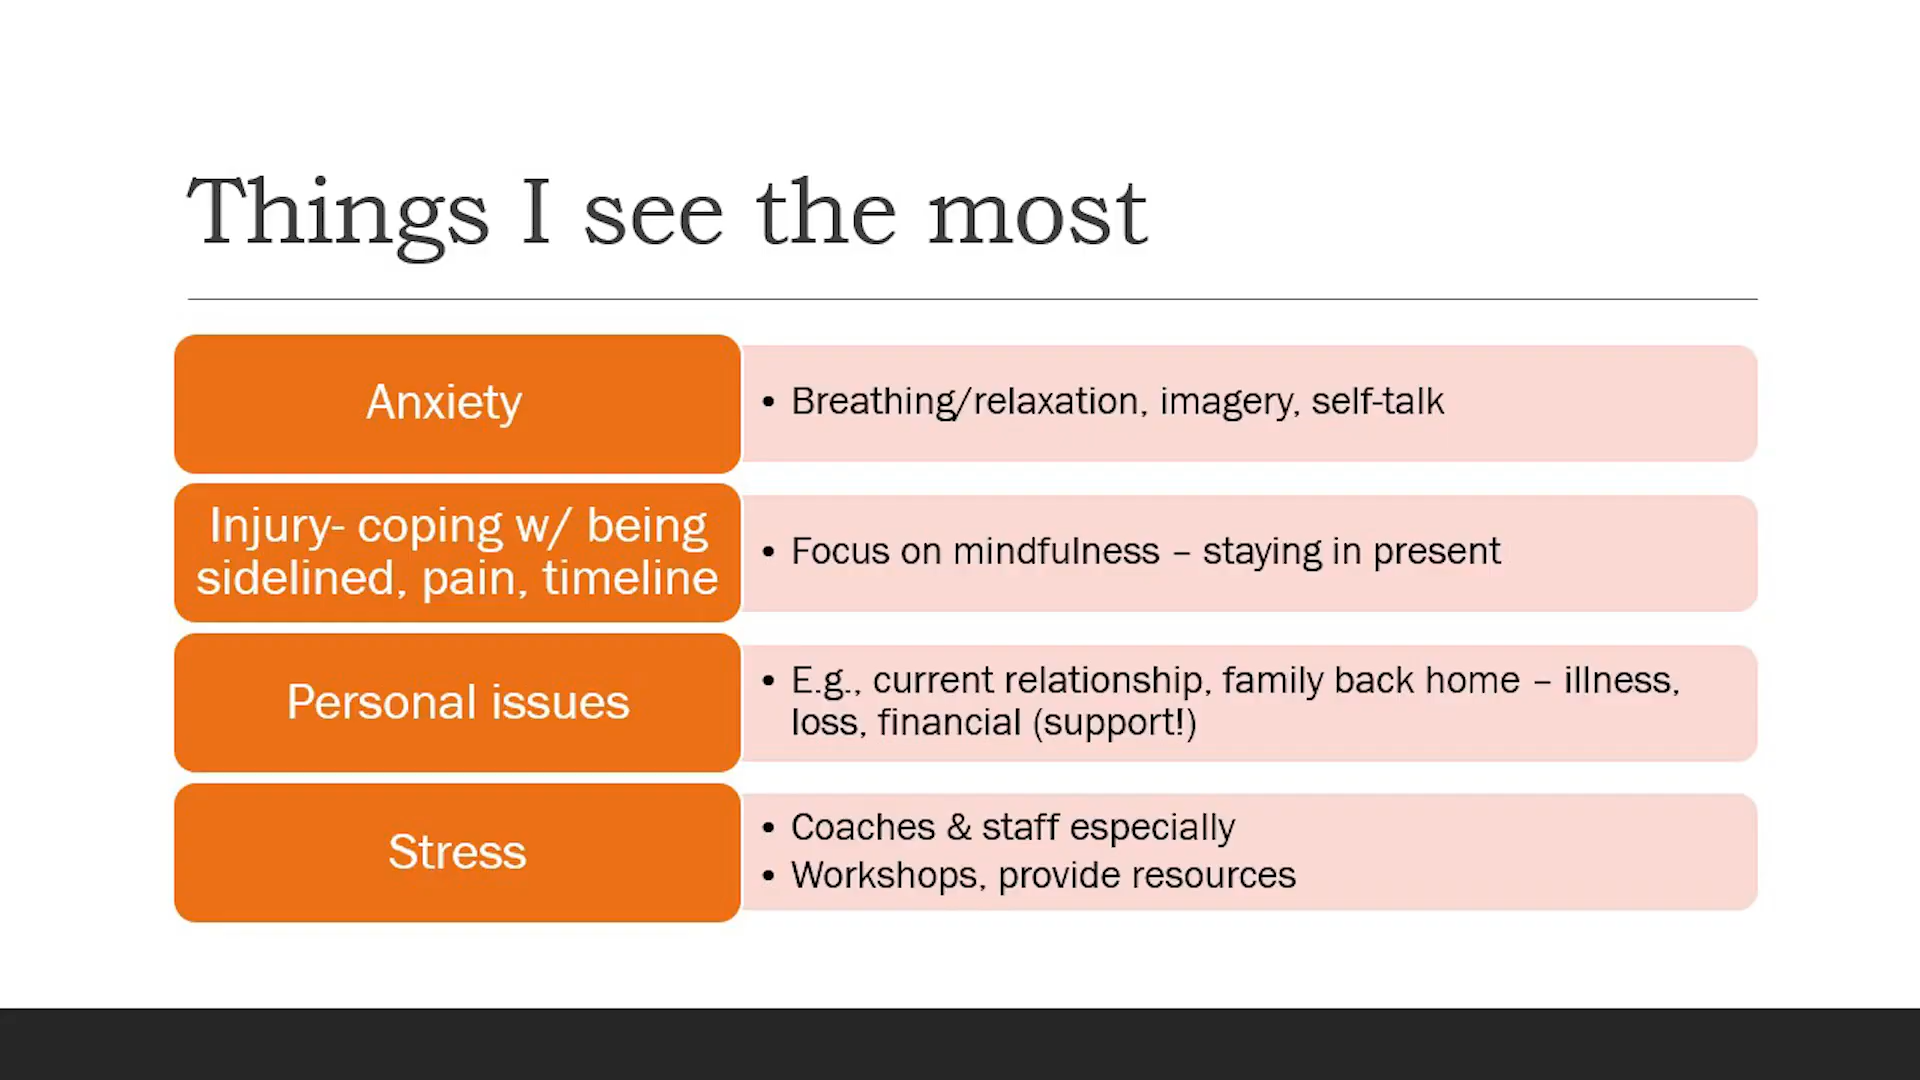 Things I see the most
Anxiety
• Breathing/relaxation, imagery, self-talk
Injury- coping w/ being
sidelined, pain, timeline
• Focus on mindfulness – staying in present
Personal issues
• E.g., current relationship, family back home – illness,
loss, financial (support!)
Stress
• Coaches & staff especially
• Workshops, provide resources